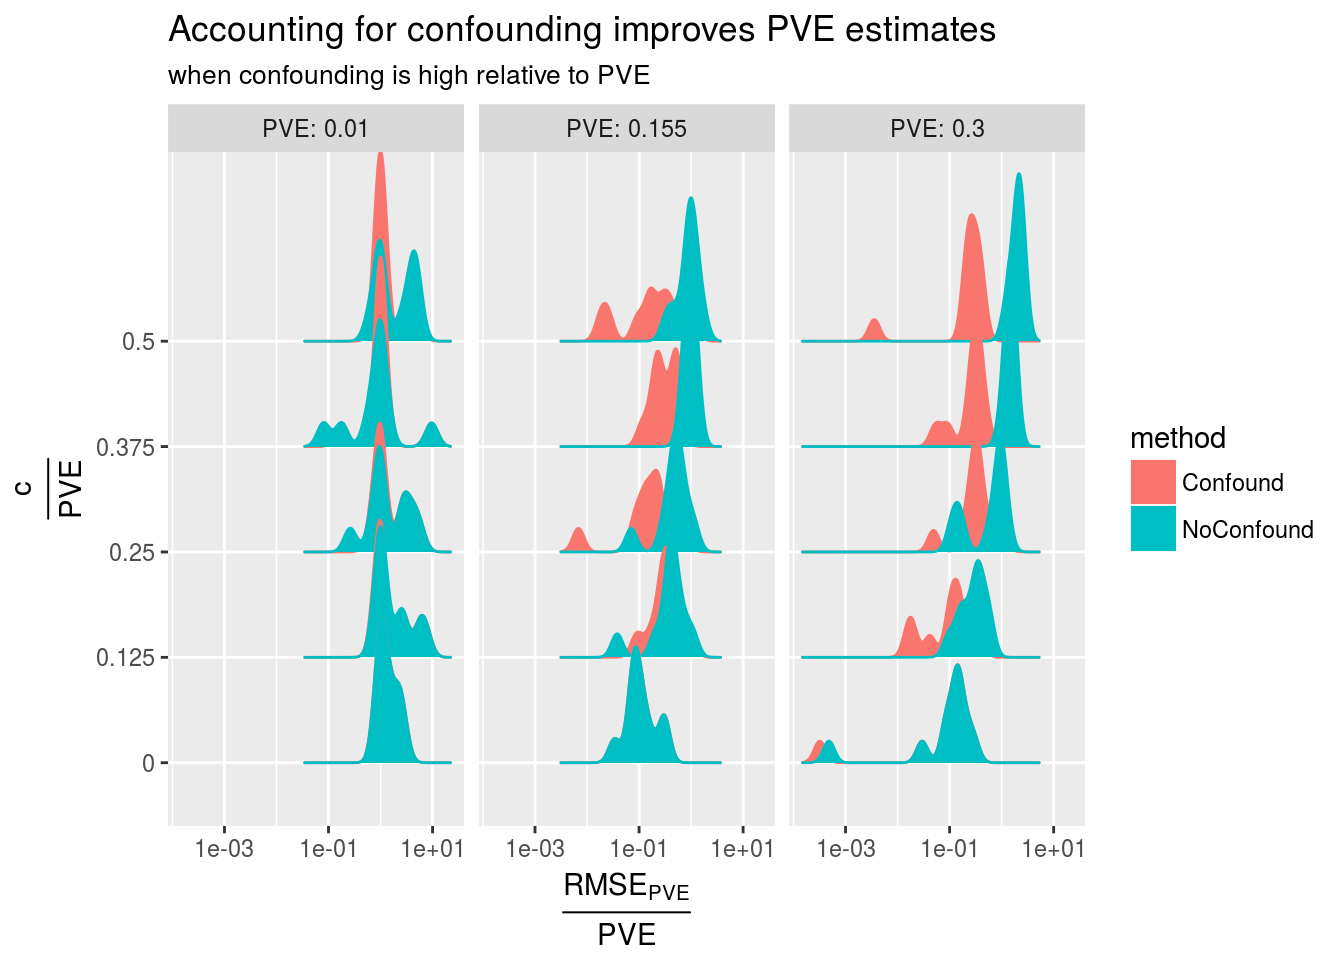 Accounting for confounding improves PVE estimates
when confounding is high relative to PVE
PVE: 0.01
PVE: 0.155
PVE: 0.3
c
PVE
0.5
0.375
0.25
0.125
0
1e-03
1e-01
1e+01
1e-03
1e-01
1e+01
1e-03
1e-01
1e+01
RMSE_PVE
PVE
method
Confound
NoConfound